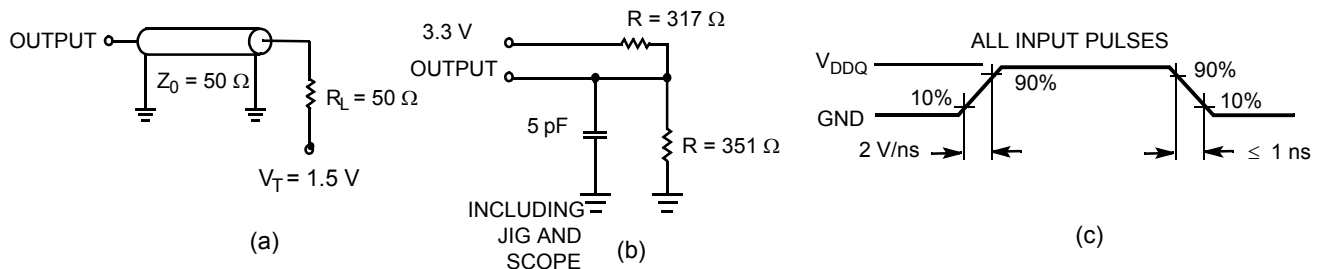 OUTPUT
Z0 = 50 Ω
RL = 50 Ω
VT = 1.5 V
(a)
R = 317 Ω
3.3 V
OUTPUT
5 pF
R = 351 Ω
INCLUDING
JIG AND
SCOPE
(b)
ALL INPUT PULSES
VDDQ
GND
10%
90%
90%
10%
2 V/ns
≤ 1 ns
(c)